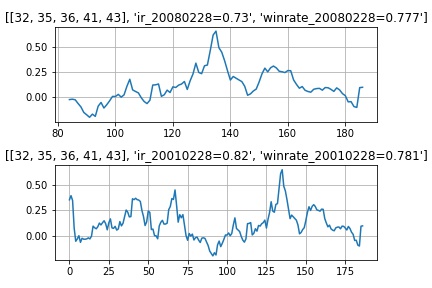 [[32, 35, 36, 41, 43], 'ir_20080228=0.73', 'winrate_20080228=0.777']
0.50
0.25
0.00
80 100 120 140 160 180
[[32, 35, 36, 41, 43], 'ir_20010228=0.82', 'winrate_20010228=0.781']
0.50
0.25
0.00
0 25 50 75 100 125 150 175